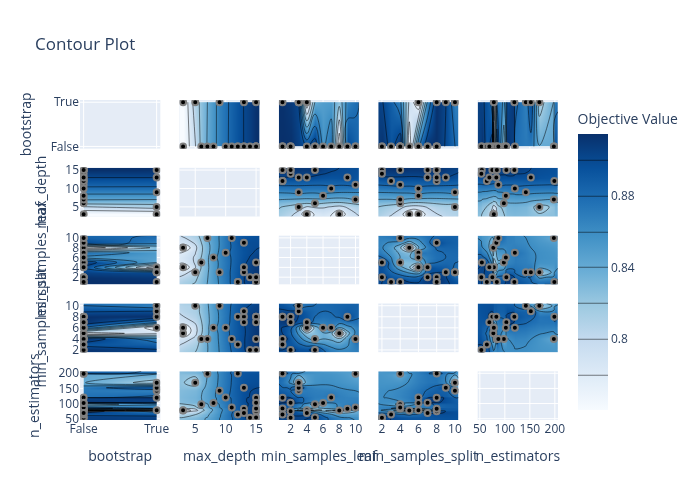 Contour Plot
Objective Value
bootstrap
True
False
max_depth
15
10
5
min_samples_leaf
10
8
6
4
2
min_samples_split
10
8
6
4
2
n_estimators
200
150
100
50
False
True
5
10
15
2
4
6
8
10
2
4
6
8
10
50
100
150
200
bootstrap
max_depth
min_samples_leaf
min_samples_split
n_estimators
0.88
0.84
0.8